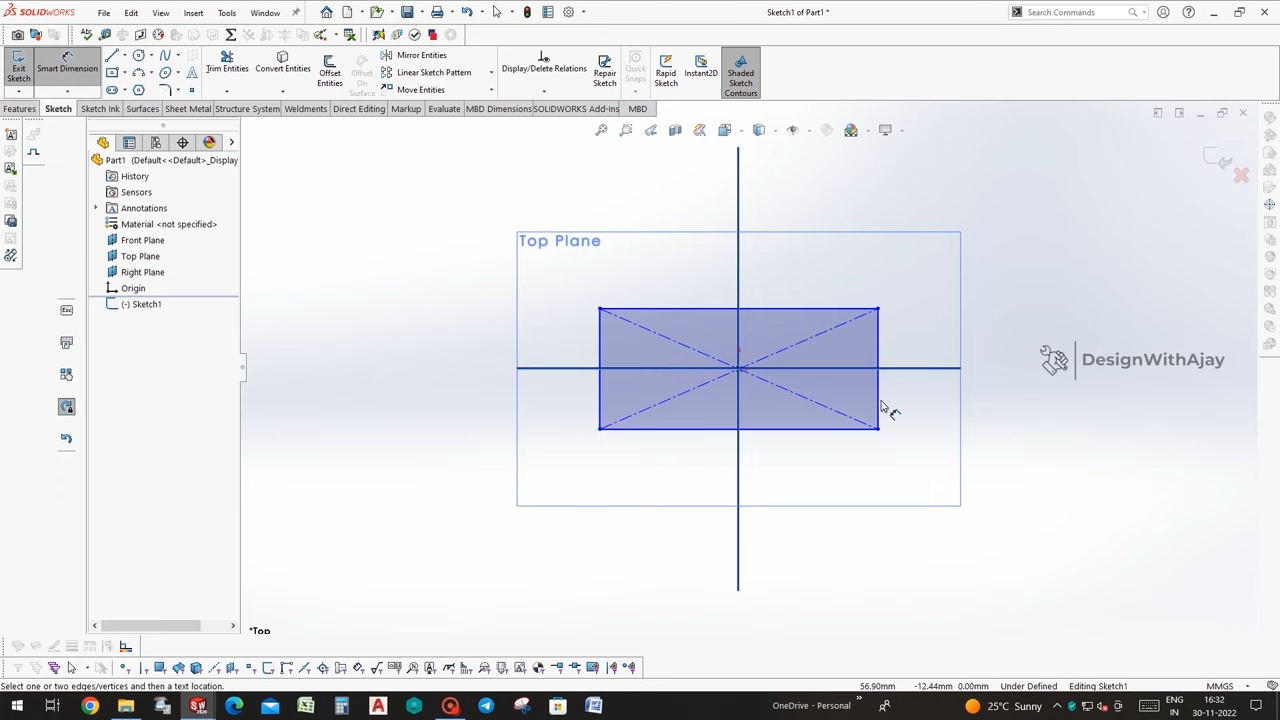 SOLIDWORKS File Edit View Insert Tools Window Sketch1 of Part1 * Search Commands
Exit Sketch
Smart Dimension
Trim Entities
Convert Entities
Offset Entities
Offset On Surface
Mirror Entities
Linear Sketch Pattern
Move Entities
Display/Delete Relations
Repair Sketch
Quick Snaps
Rapid Sketch
Instant2D
Shaded Sketch Contours
Features Sketch Sketch Ink Surfaces Sheet Metal Structure System Weldments Direct Editing Markup Evaluate MBD Dimensions SOLIDWORKS Add-Ins MBD
Part1 (Default<<Default>_Display
History
Sensors
Annotations
Material <not specified>
Front Plane
Top Plane
Right Plane
Origin
(-) Sketch1
Esc
Top Plane
DesignWithAjay
*Top
Select one or two edges/vertices and then a text location. 56.90mm -12.44mm 0.00mm Under Defined Editing Sketch1 MMGS
OneDrive - Personal
25°C Sunny
ENG
IN
16:32
30-11-2022